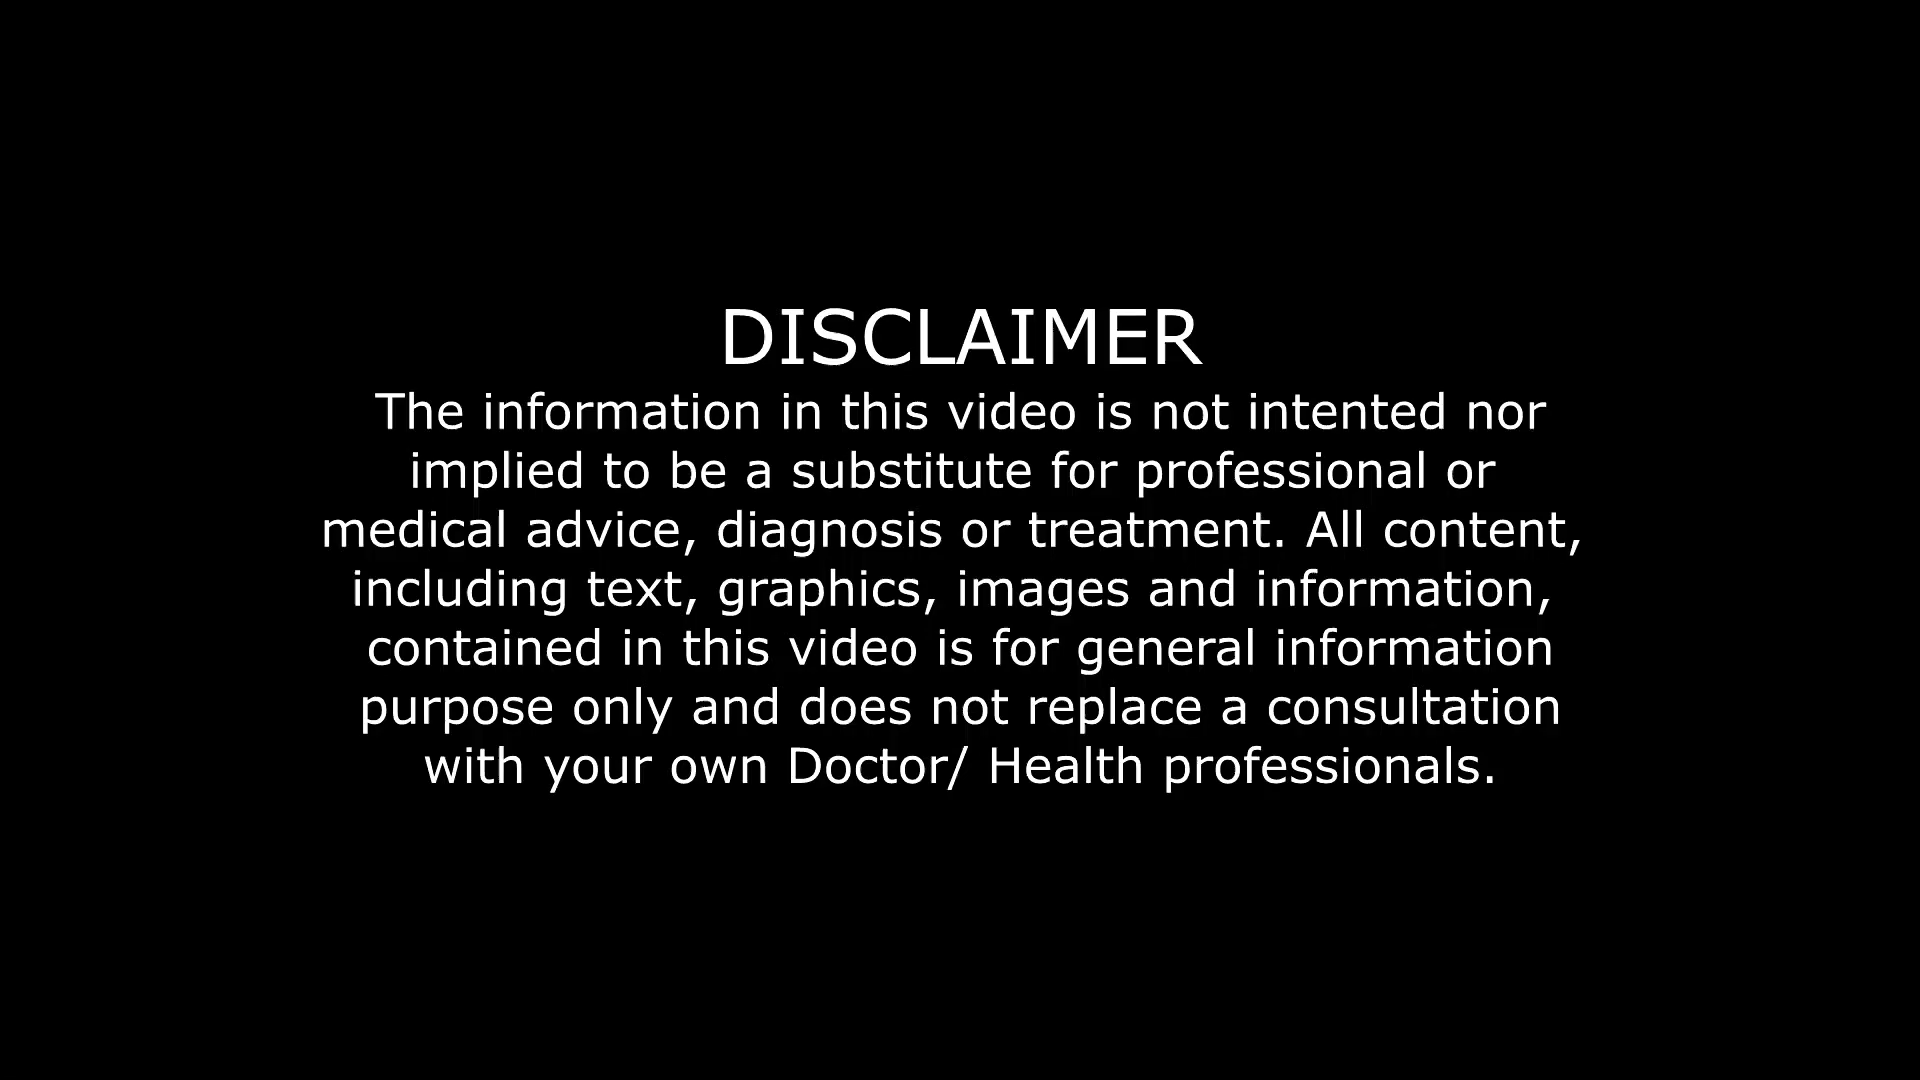 DISCLAIMER
The information in this video is not intented nor
implied to be a substitute for professional or
medical advice, diagnosis or treatment. All content,
including text, graphics, images and information,
contained in this video is for general information
purpose only and does not replace a consultation
with your own Doctor/ Health professionals.